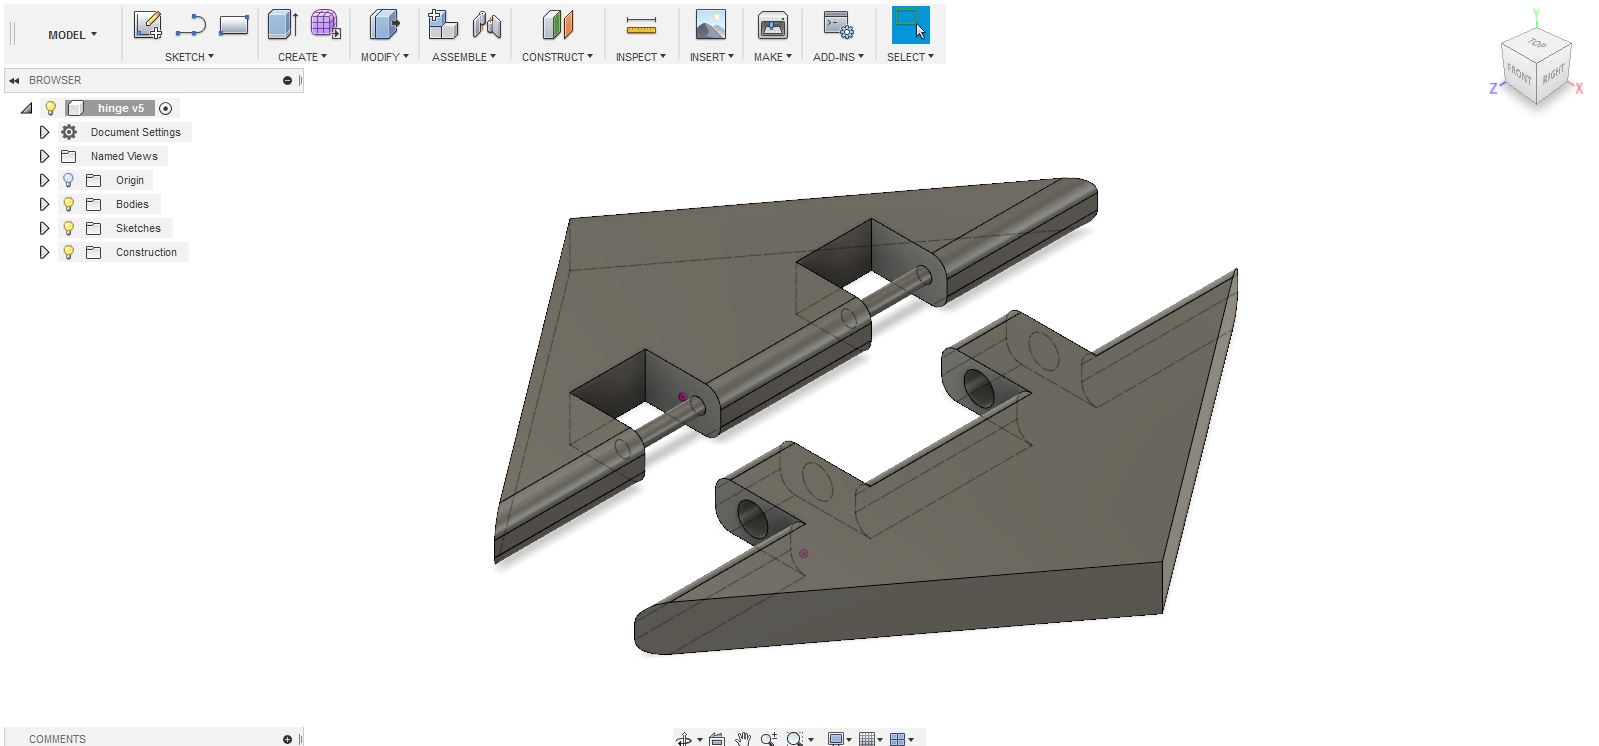 MODEL
SKETCH
CREATE
MODIFY
ASSEMBLE
CONSTRUCT
INSPECT
INSERT
MAKE
ADD-INS
SELECT
BROWSER
hinge v5
Document Settings
Named Views
Origin
Bodies
Sketches
Construction
Y
TOP
FRONT
RIGHT
Z
X
COMMENTS